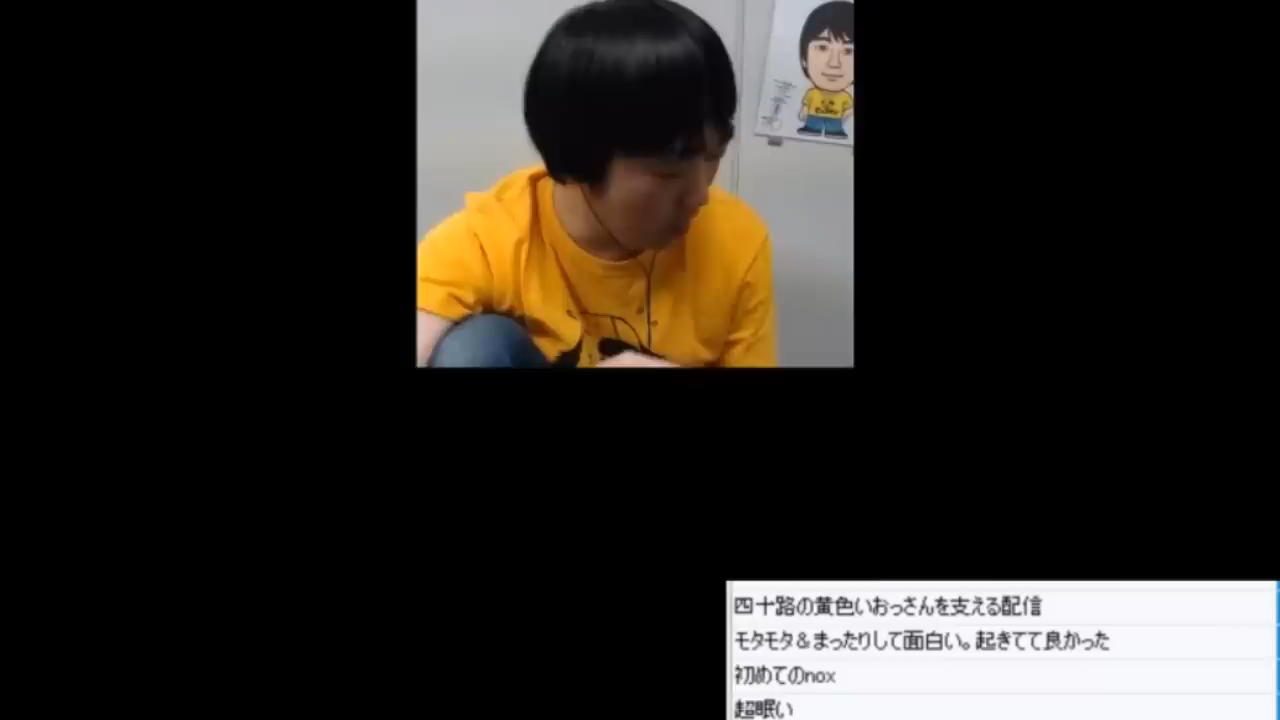 四十路の黄色いおっさんを支える配信
モタモタ＆まったりして面白い。起きてて良かった
初めてのnox
超眠い